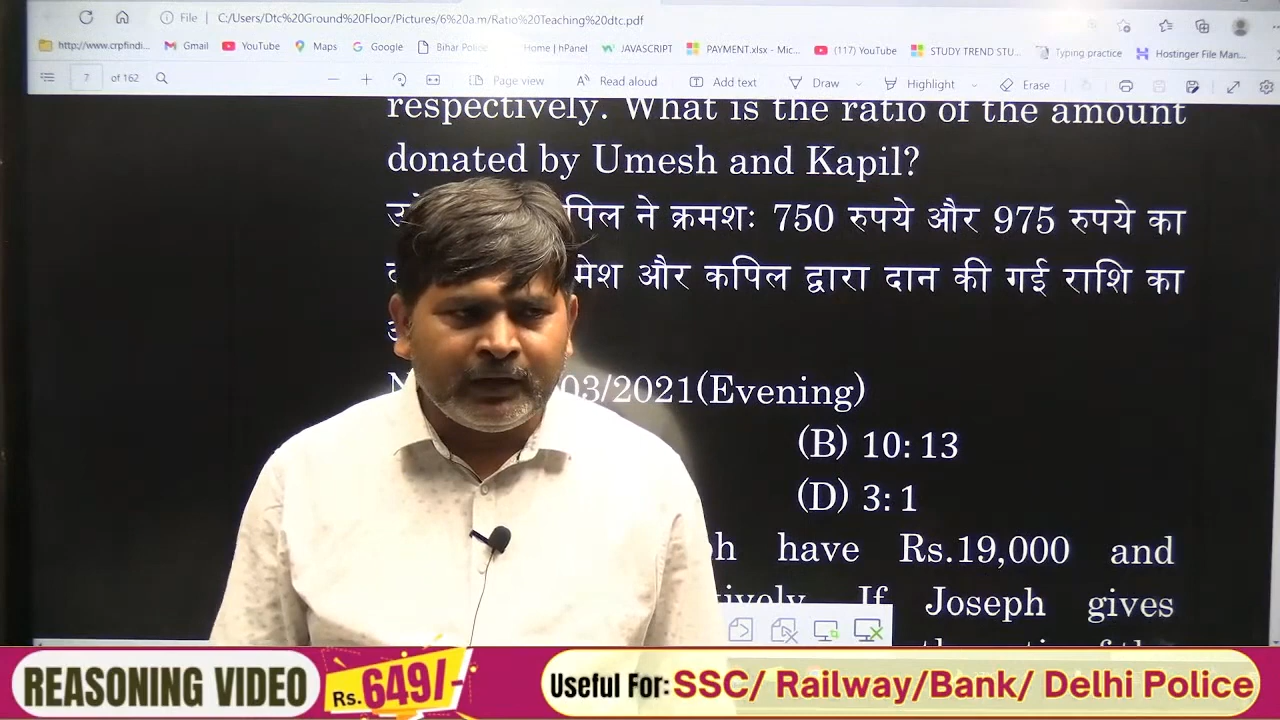 File C:/Users/Dtc%20Ground%20Floor/Pictures/6%20a.m/Ratio%20Teaching%20dtc.pdf
http://www.crpfindi... Gmail YouTube Maps Google Bihar Police Home | hPanel JAVASCRIPT PAYMENT.xlsx - Mic... (117) YouTube STUDY TREND STU... Typing practice Hostinger File Man...
7 of 162 Page view Read aloud Add text Draw Highlight Erase
respectively. What is the ratio of the amount
donated by Umesh and Kapil?
पिल ने क्रमशः 750 रुपये और 975 रुपये का
मेश और कपिल द्वारा दान की गई राशि का
03/2021(Evening)
(B) 10:13
(D) 3:1
have Rs.19,000 and
If Joseph gives
REASONING VIDEO Rs.649/- Useful For: SSC/ Railway/Bank/ Delhi Police